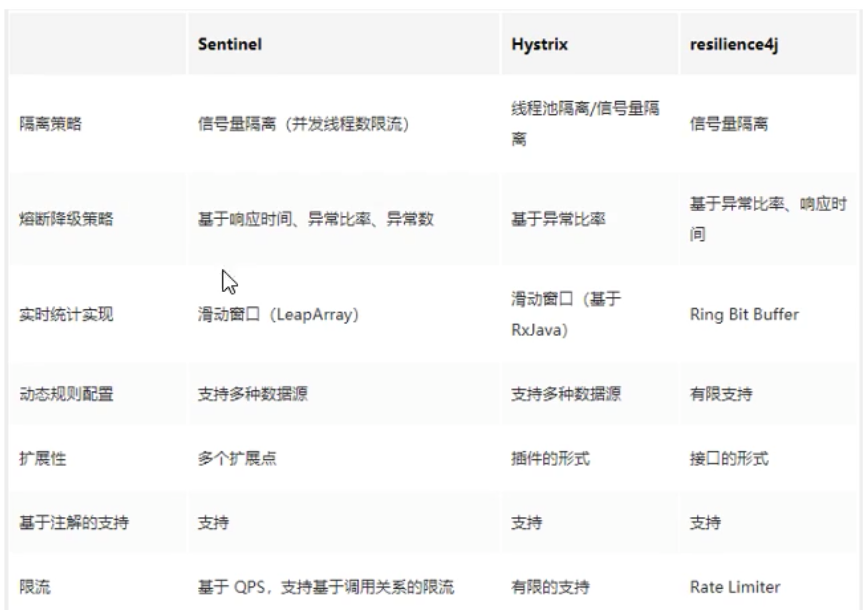 Sentinel Hystrix resilience4j
隔离策略 信号量隔离（并发线程数限流） 线程池隔离/信号量隔离 信号量隔离
熔断降级策略 基于响应时间、异常比率、异常数 基于异常比率 基于异常比率、响应时间
实时统计实现 滑动窗口（LeapArray） 滑动窗口（基于 RxJava） Ring Bit Buffer
动态规则配置 支持多种数据源 支持多种数据源 有限支持
扩展性 多个扩展点 插件的形式 接口的形式
基于注解的支持 支持 支持 支持
限流 基于 QPS，支持基于调用关系的限流 有限的支持 Rate Limiter